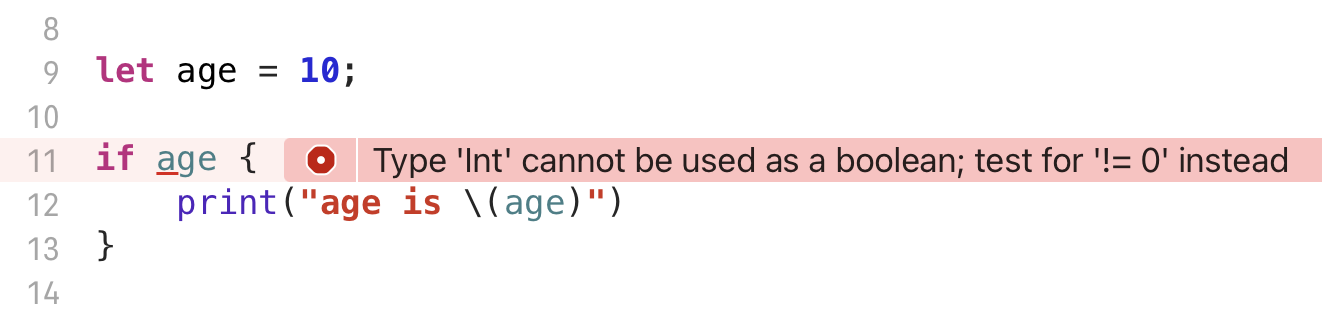 8
9 let age = 10;
10
11 if age { Type 'Int' cannot be used as a boolean; test for '!= 0' instead
12     print("age is \(age)")
13 }
14